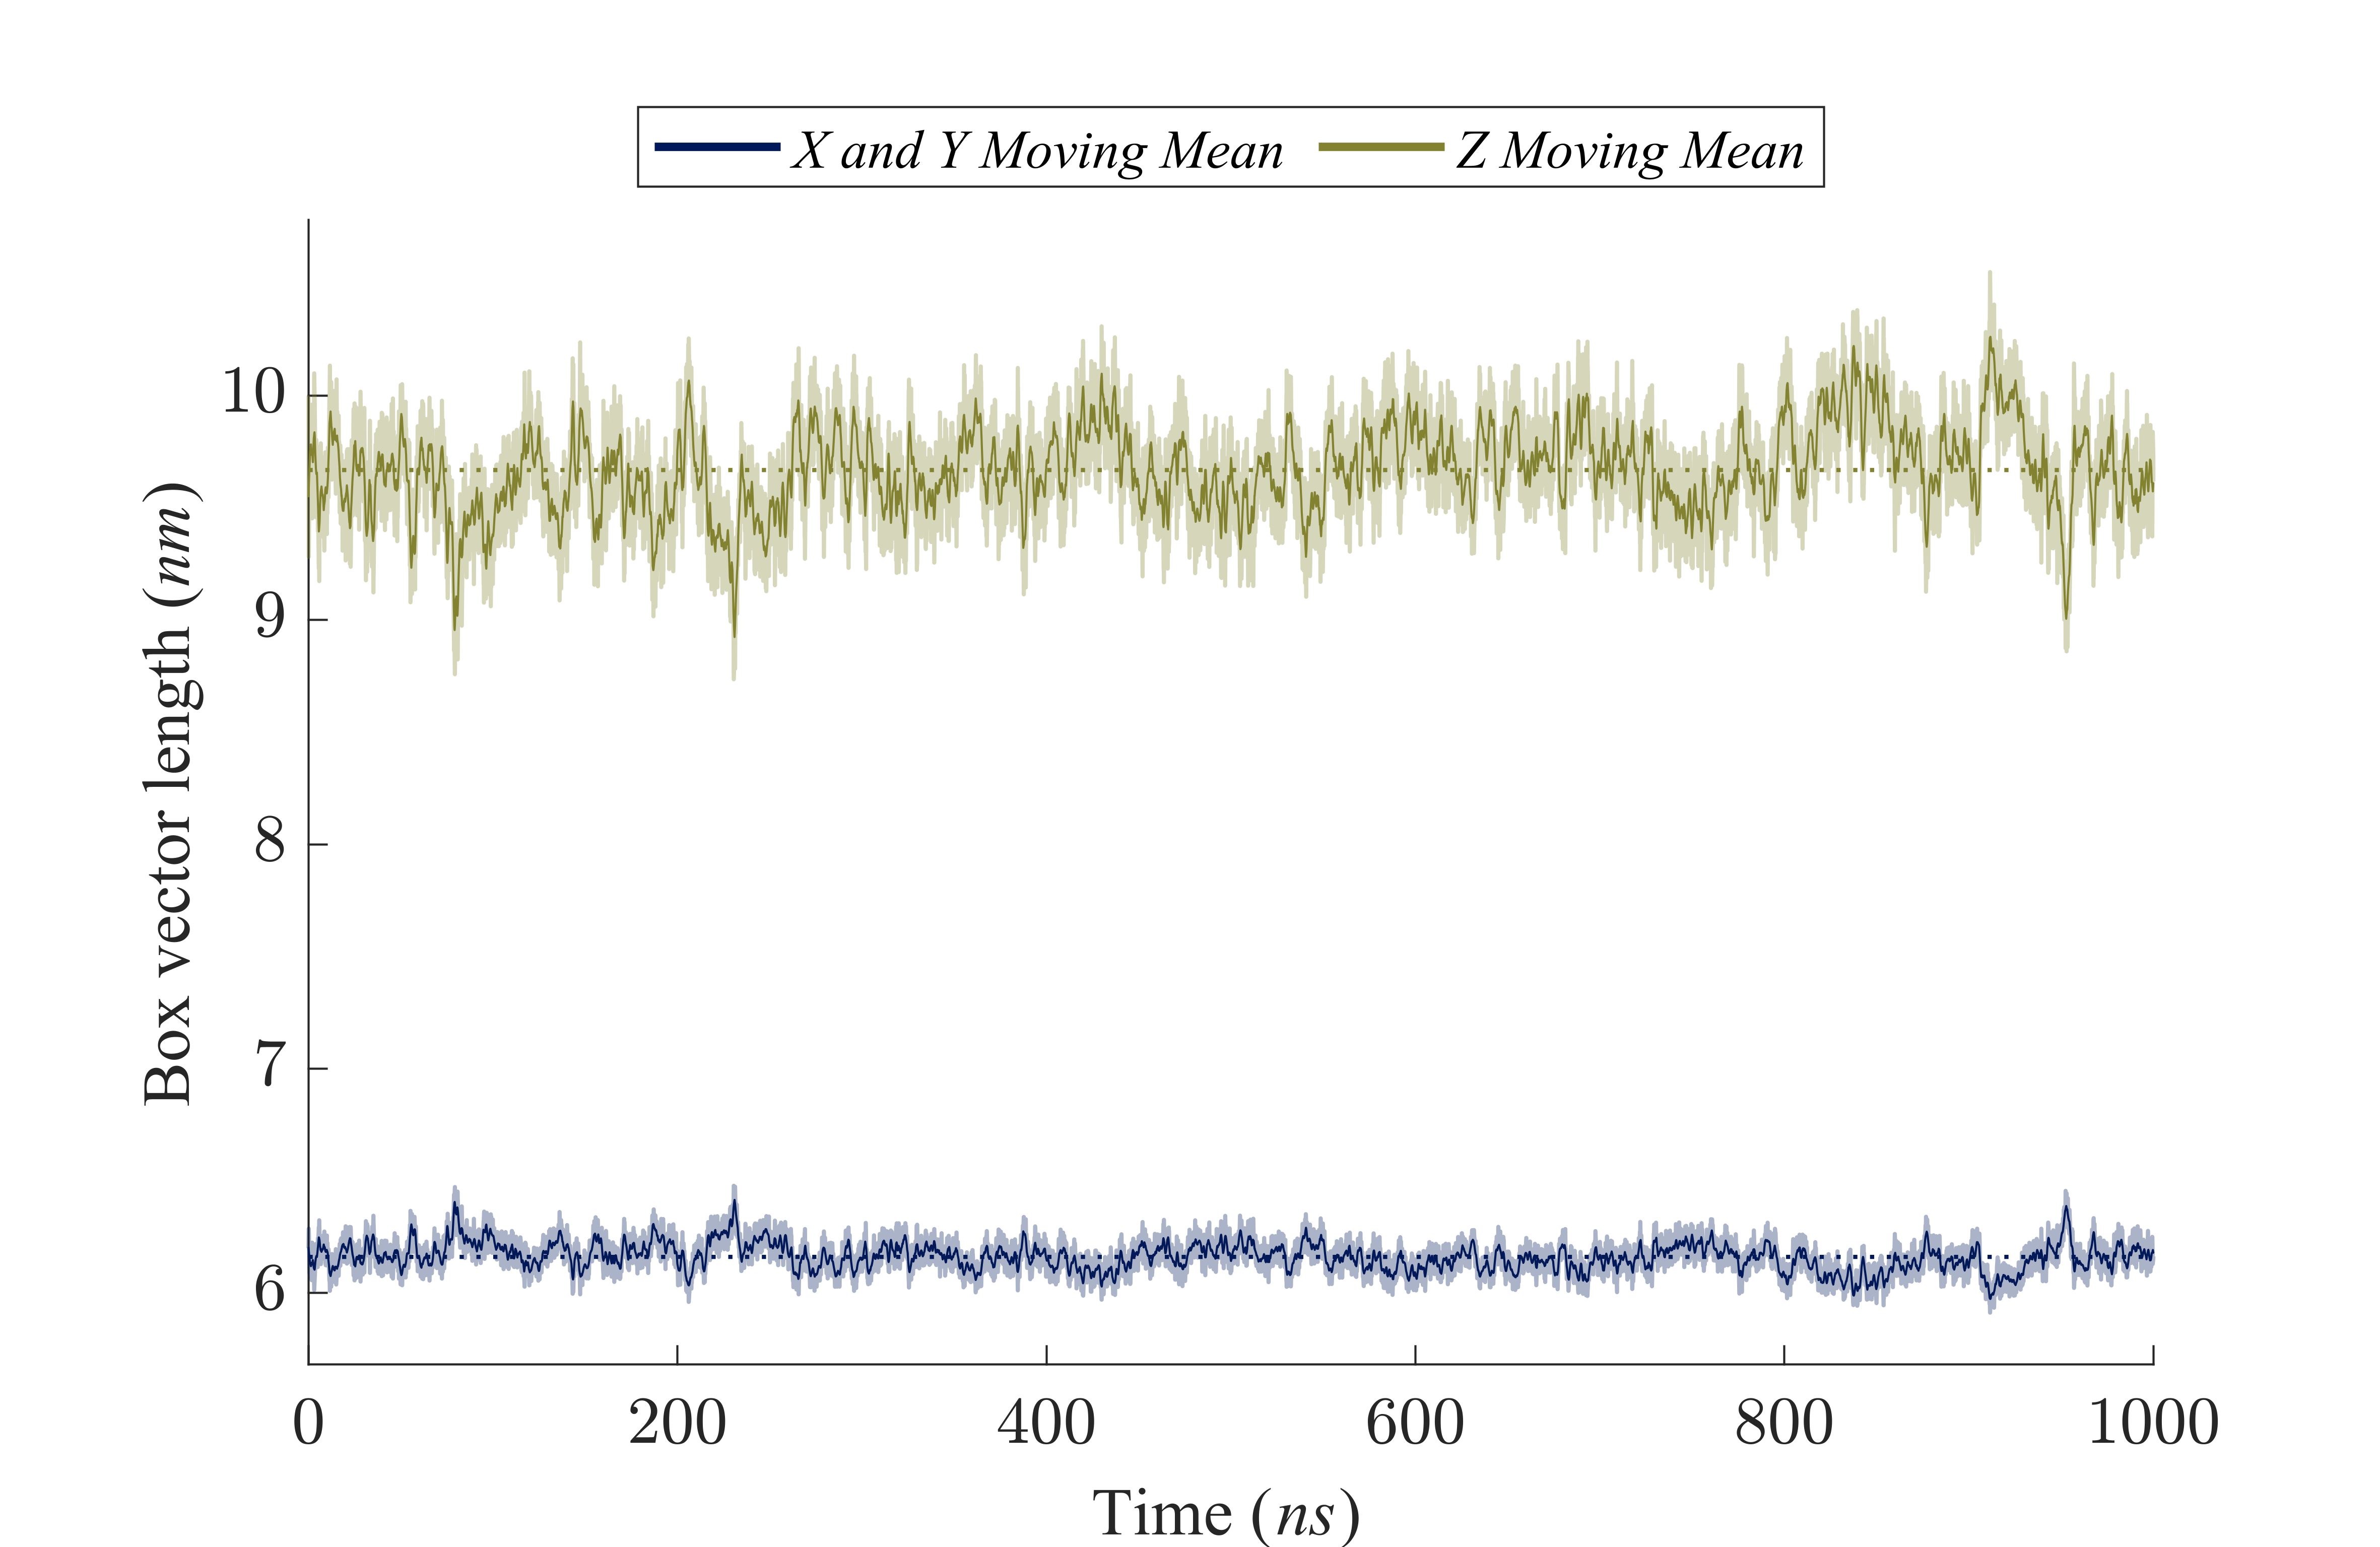 X and Y Moving Mean Z Moving Mean
Box vector length (nm)
10
9
8
7
6
0 200 400 600 800 1000
Time (ns)